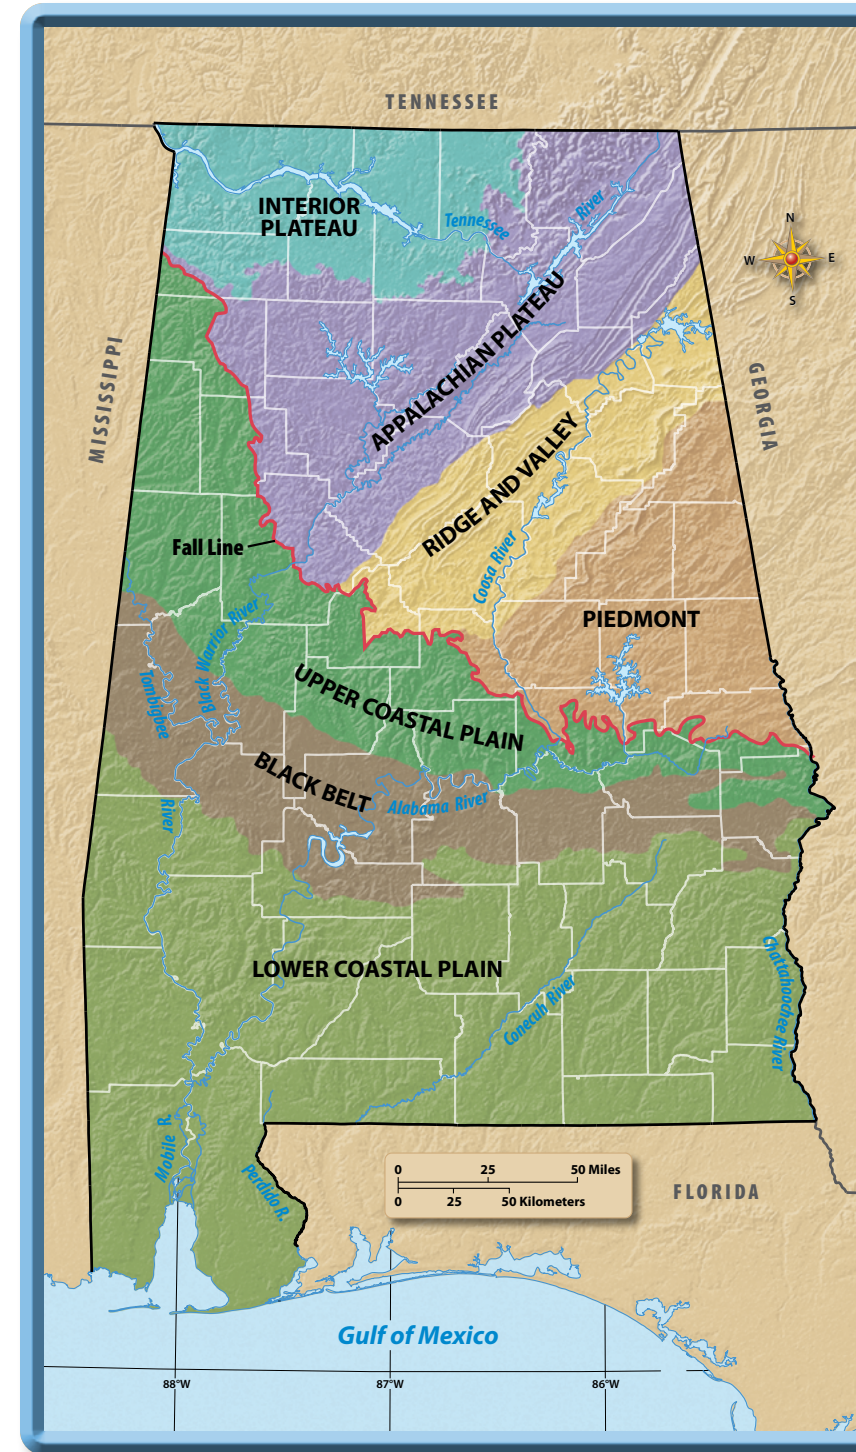 TENNESSEE
INTERIOR
PLATEAU
Tennessee
River
N
W
E
S
APPALACHIAN PLATEAU
MISSISSIPPI
GEORGIA
RIDGE AND VALLEY
Fall Line
Coosa River
PIEDMONT
Black Warrior River
Tombigbee
UPPER COASTAL PLAIN
BLACK BELT
Alabama River
River
LOWER COASTAL PLAIN
Conecuh River
Chattahoochee River
Mobile R.
Perdido R.
0 25 50 Miles
0 25 50 Kilometers
FLORIDA
Gulf of Mexico
88°W 87°W 86°W